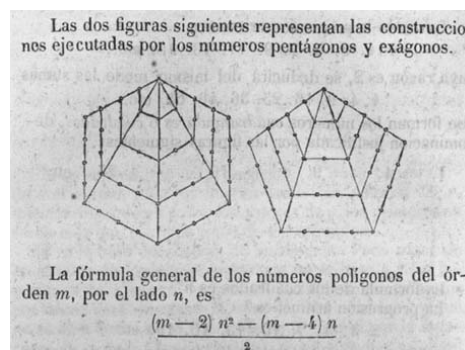 Las dos figuras siguientes representan las construccio
nes ejecutadas por los números pentágonos y exágonos.
La fórmula general de los números polígonos del ór-
den m, por el lado n, es
(m — 2) n² — (m — 4) n
2